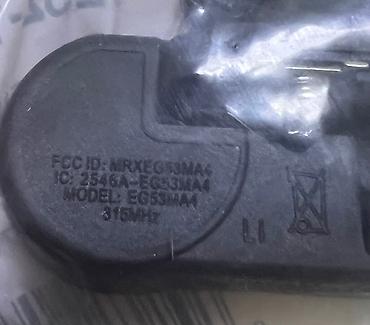 FCC ID: MRXEG53MA4
IC: 2546A-EG53MA4
MODEL: EG53MA4
315MHz
LI